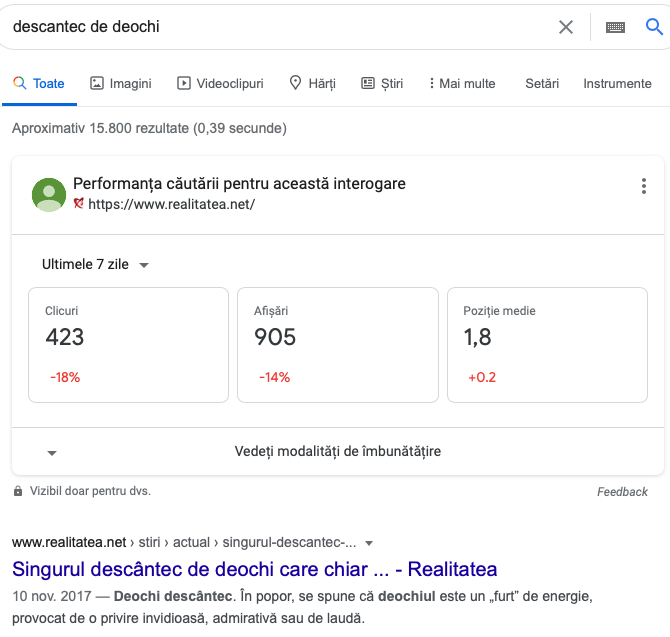 descantec de deochi
Toate Imagini Videoclipuri Hărți Știri Mai multe Setări Instrumente
Aproximativ 15.800 rezultate (0,39 secunde)
Performanța căutării pentru această interogare
https://www.realitatea.net/
Ultimele 7 zile
Clicuri Afișări Poziție medie
423 905 1,8
-18% -14% +0.2
Vedeți modalități de îmbunătățire
Vizibil doar pentru dvs. Feedback
www.realitatea.net › stiri › actual › singurul-descantec-...
Singurul descântec de deochi care chiar ... - Realitatea
10 nov. 2017 — Deochi descântec. În popor, se spune că deochiul este un „furt” de energie,
provocat de o privire invidioasă, admirativă sau de laudă.